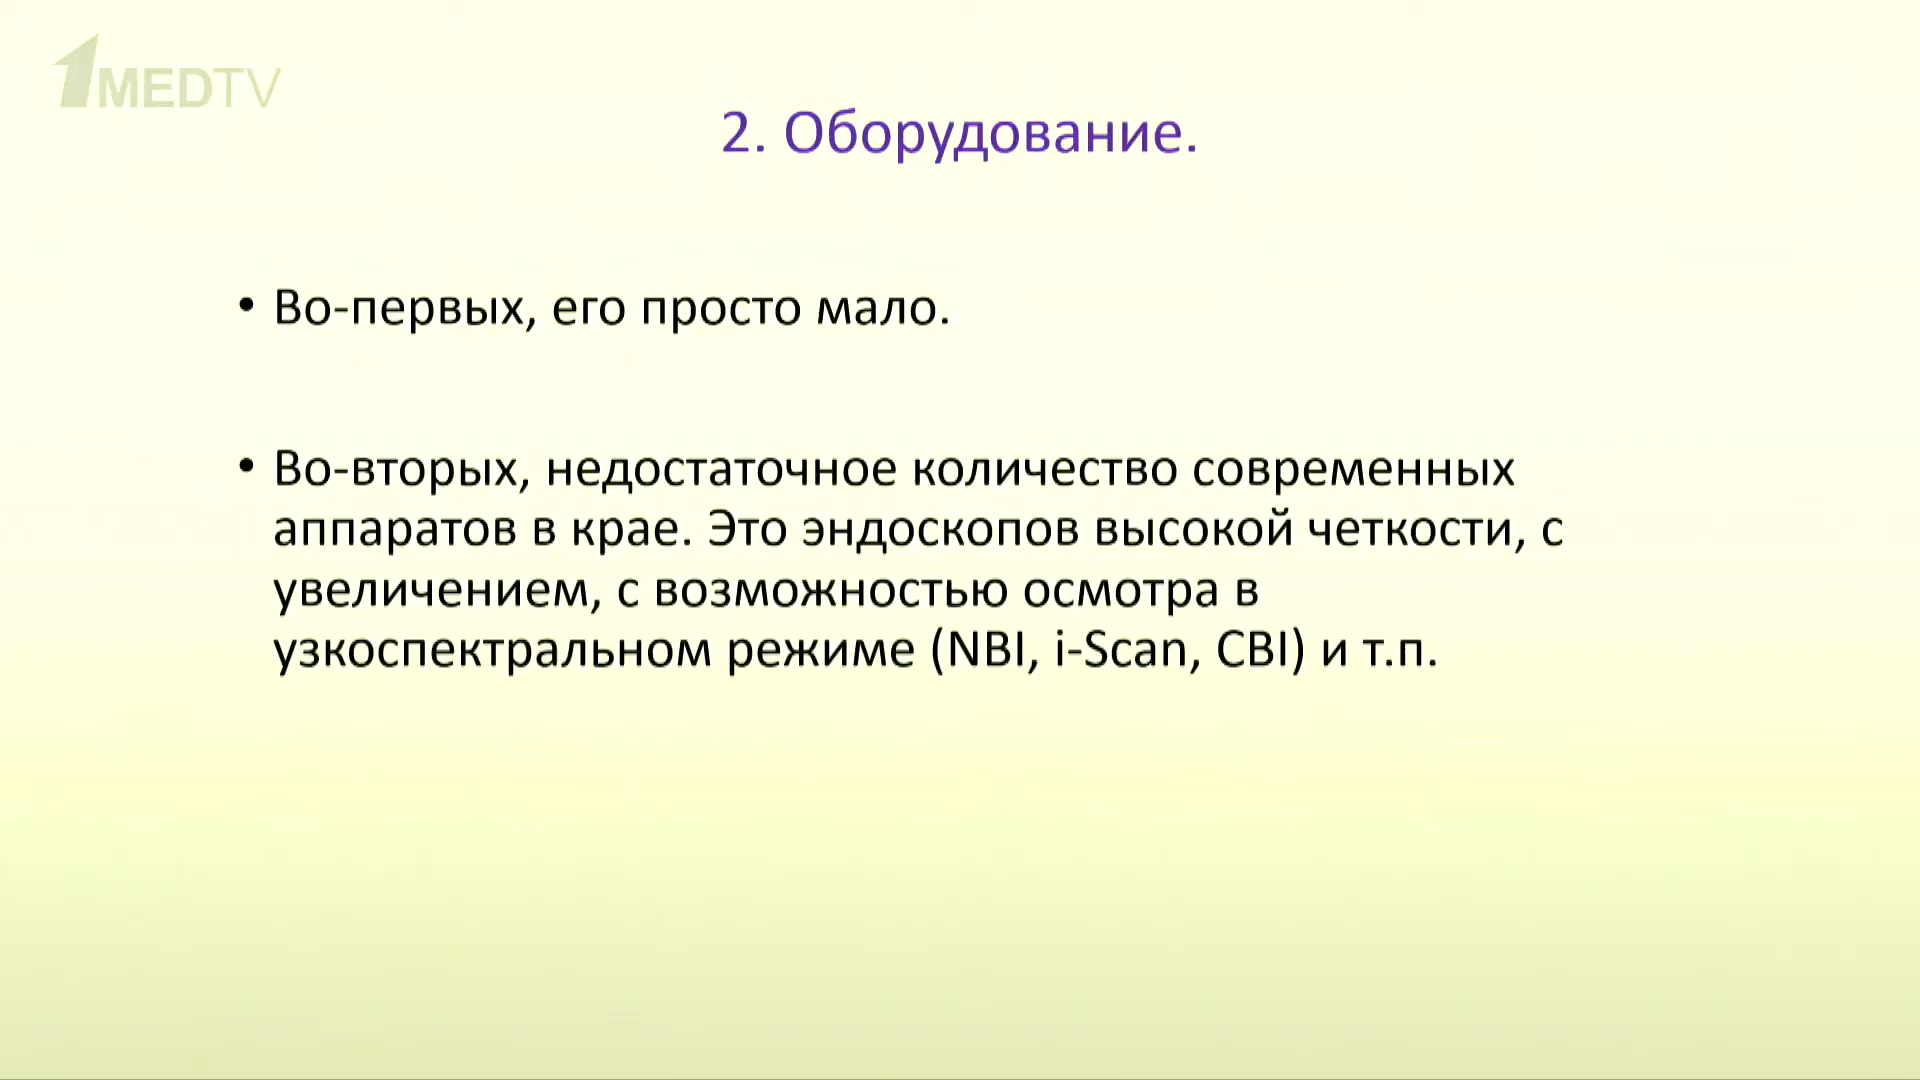 1MEDTV
2. Оборудование.
• Во-первых, его просто мало.
• Во-вторых, недостаточное количество современных
аппаратов в крае. Это эндоскопов высокой четкости, с
увеличением, с возможностью осмотра в
узкоспектральном режиме (NBI, i-Scan, CBI) и т.п.